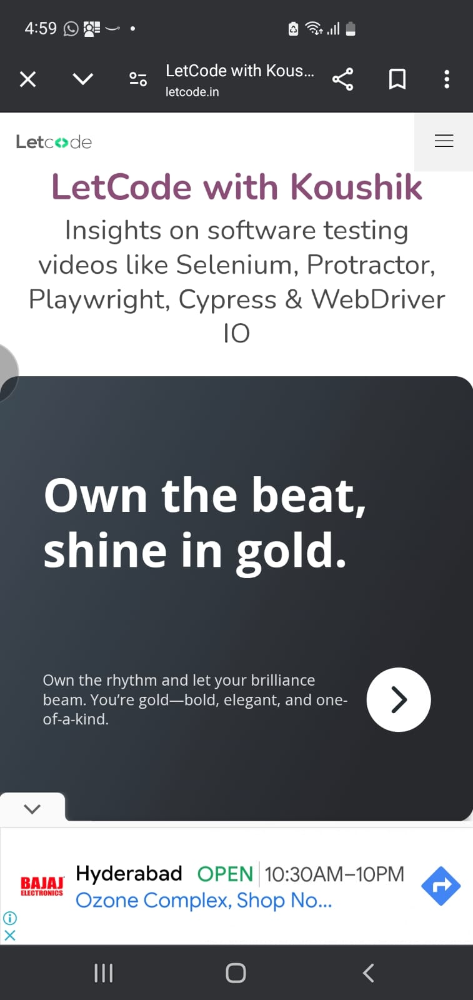 4:59
LetCode with Kous...
letcode.in
Letcode
LetCode with Koushik
Insights on software testing
videos like Selenium, Protractor,
Playwright, Cypress & WebDriver
IO
Own the beat,
shine in gold.
Own the rhythm and let your brilliance
beam. You’re gold—bold, elegant, and one-
of-a-kind.
Hyderabad OPEN 10:30AM–10PM
BAJAJ
ELECTRONICS
Ozone Complex, Shop No...